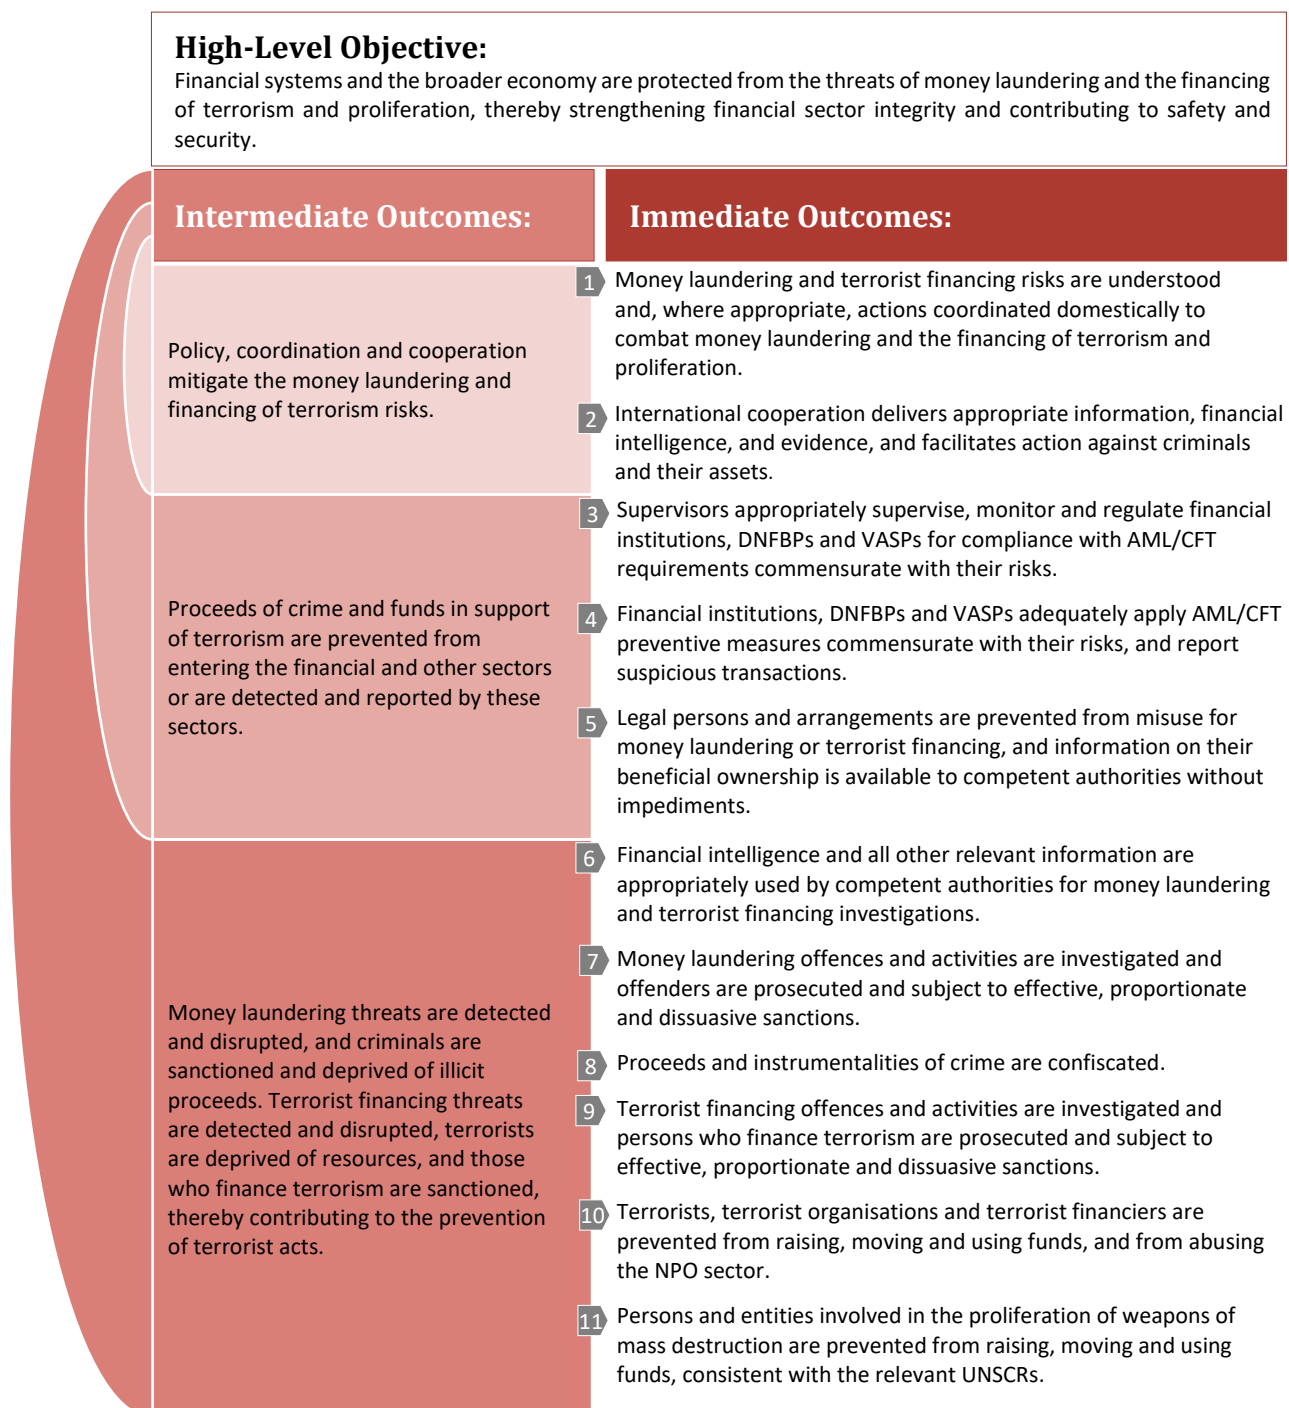 High-Level Objective:
Financial systems and the broader economy are protected from the threats of money laundering and the financing
of terrorism and proliferation, thereby strengthening financial sector integrity and contributing to safety and
security.
Intermediate Outcomes:
Immediate Outcomes:
Policy, coordination and cooperation
mitigate the money laundering and
financing of terrorism risks.
1 Money laundering and terrorist financing risks are understood
and, where appropriate, actions coordinated domestically to
combat money laundering and the financing of terrorism and
proliferation.
2 International cooperation delivers appropriate information, financial
intelligence, and evidence, and facilitates action against criminals
and their assets.
Proceeds of crime and funds in support
of terrorism are prevented from
entering the financial and other sectors
or are detected and reported by these
sectors.
3 Supervisors appropriately supervise, monitor and regulate financial
institutions, DNFBPs and VASPs for compliance with AML/CFT
requirements commensurate with their risks.
4 Financial institutions, DNFBPs and VASPs adequately apply AML/CFT
preventive measures commensurate with their risks, and report
suspicious transactions.
5 Legal persons and arrangements are prevented from misuse for
money laundering or terrorist financing, and information on their
beneficial ownership is available to competent authorities without
impediments.
Money laundering threats are detected
and disrupted, and criminals are
sanctioned and deprived of illicit
proceeds. Terrorist financing threats
are detected and disrupted, terrorists
are deprived of resources, and those
who finance terrorism are sanctioned,
thereby contributing to the prevention
of terrorist acts.
6 Financial intelligence and all other relevant information are
appropriately used by competent authorities for money laundering
and terrorist financing investigations.
7 Money laundering offences and activities are investigated and
offenders are prosecuted and subject to effective, proportionate
and dissuasive sanctions.
8 Proceeds and instrumentalities of crime are confiscated.
9 Terrorist financing offences and activities are investigated and
persons who finance terrorism are prosecuted and subject to
effective, proportionate and dissuasive sanctions.
10 Terrorists, terrorist organisations and terrorist financiers are
prevented from raising, moving and using funds, and from abusing
the NPO sector.
11 Persons and entities involved in the proliferation of weapons of
mass destruction are prevented from raising, moving and using
funds, consistent with the relevant UNSCRs.